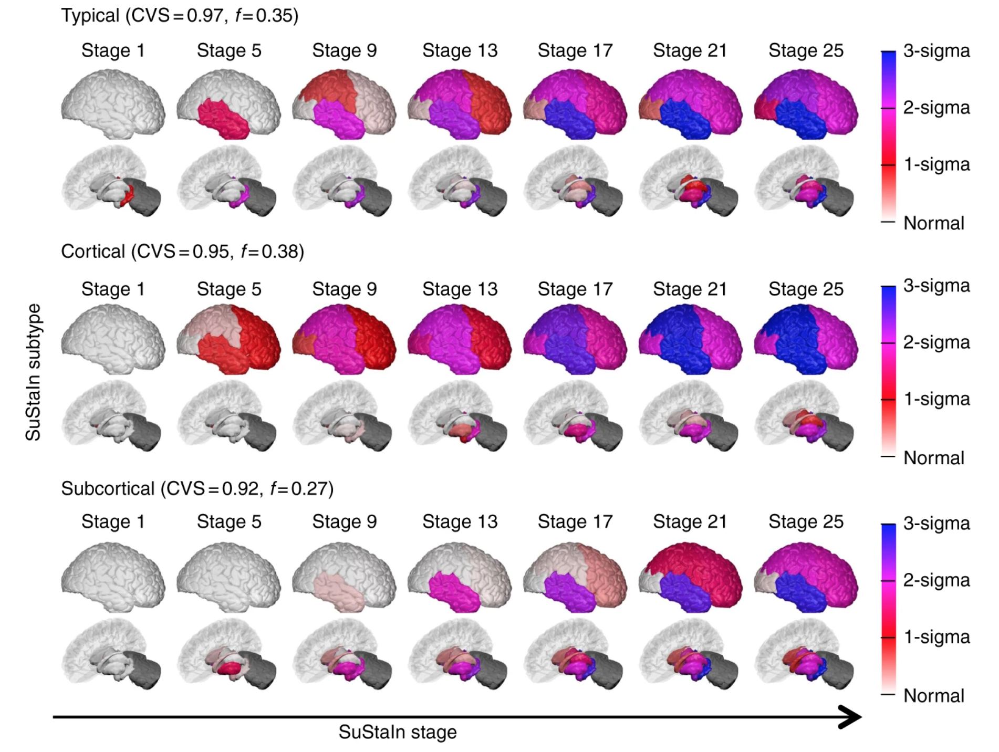 Typical (CVS = 0.97, f = 0.35)
Stage 1 Stage 5 Stage 9 Stage 13 Stage 17 Stage 21 Stage 25
3-sigma
2-sigma
1-sigma
Normal
Cortical (CVS = 0.95, f = 0.38)
Stage 1 Stage 5 Stage 9 Stage 13 Stage 17 Stage 21 Stage 25
3-sigma
2-sigma
1-sigma
Normal
SuStaIn subtype
Subcortical (CVS = 0.92, f = 0.27)
Stage 1 Stage 5 Stage 9 Stage 13 Stage 17 Stage 21 Stage 25
3-sigma
2-sigma
1-sigma
Normal
SuStaIn stage